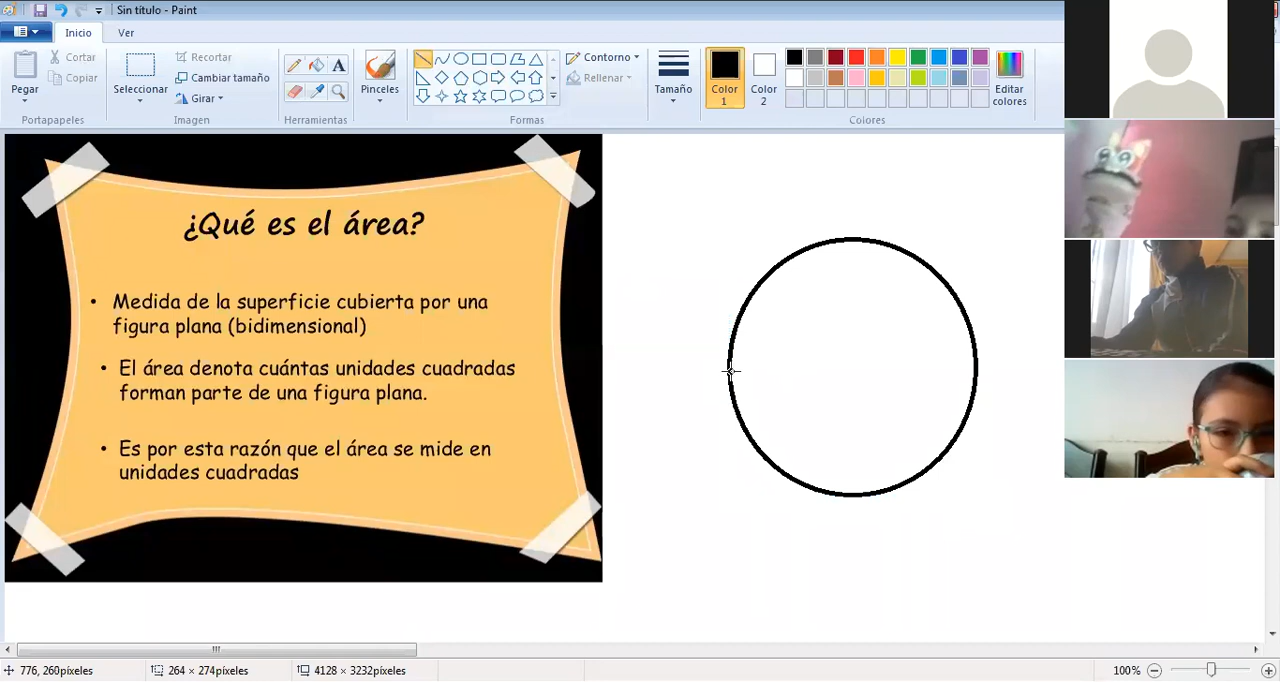 Sin título - Paint
Inicio Ver
Pegar
Cortar
Copiar
Portapapeles
Seleccionar
Recortar
Cambiar tamaño
Girar
Imagen
Herramientas
Pinceles
Contorno
Rellenar
Formas
Tamaño
Color
1
Color
2
Editar
colores
Colores
¿Qué es el área?
• Medida de la superficie cubierta por una
figura plana (bidimensional)
• El área denota cuántas unidades cuadradas
forman parte de una figura plana.
• Es por esta razón que el área se mide en
unidades cuadradas
776, 260píxeles
264 × 274píxeles
4128 × 3232píxeles
100%